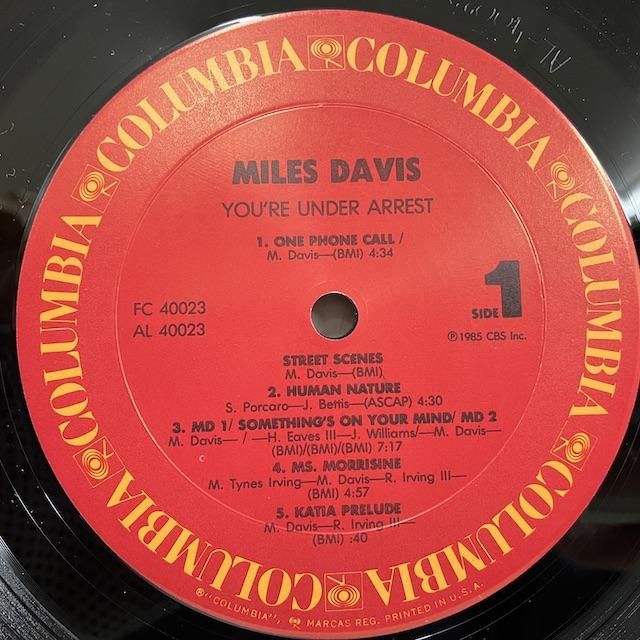 COLUMBIA COLUMBIA COLUMBIA COLUMBIA COLUMBIA COLUMBIA COLUMBIA
MILES DAVIS
YOU'RE UNDER ARREST
1. ONE PHONE CALL /
M. Davis—(BMI) 4:34
FC 40023
AL 40023
SIDE 1
℗1985 CBS Inc.
STREET SCENES
M. Davis—(BMI)
2. HUMAN NATURE
S. Porcaro—J. Bettis—(ASCAP) 4:30
3. MD 1/ SOMETHING'S ON YOUR MIND/ MD 2
M. Davis— / —H. Eaves III—J. Williams/—M. Davis—
(BMI)/(BMI)/(BMI) 7:17
4. MS. MORRISINE
M. Tynes Irving—M. Davis—R. Irving III—
(BMI) 4:57
5. KATIA PRELUDE
M. Davis—R. Irving III—
(BMI) :40
® "COLUMBIA", MARCAS REG. PRINTED IN U.S.A.